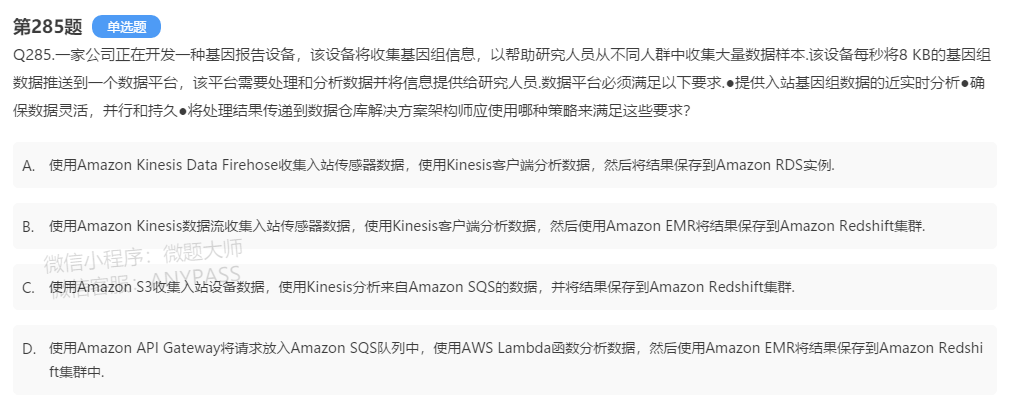 第285题 单选题
Q285.一家公司正在开发一种基因报告设备，该设备将收集基因组信息，以帮助研究人员从不同人群中收集大量数据样本.该设备每秒将8 KB的基因组
数据推送到一个数据平台，该平台需要处理和分析数据并将信息提供给研究人员.数据平台必须满足以下要求.●提供入站基因组数据的近实时分析●确
保数据灵活，并行和持久●将处理结果传递到数据仓库解决方案架构师应使用哪种策略来满足这些要求？
A. 使用Amazon Kinesis Data Firehose收集入站传感器数据，使用Kinesis客户端分析数据，然后将结果保存到Amazon RDS实例.
B. 使用Amazon Kinesis数据流收集入站传感器数据，使用Kinesis客户端分析数据，然后使用Amazon EMR将结果保存到Amazon Redshift集群.
微信小程序：微题大师
微信客服：ANYPASS
C. 使用Amazon S3收集入站设备数据，使用Kinesis分析来自Amazon SQS的数据，并将结果保存到Amazon Redshift集群.
D. 使用Amazon API Gateway将请求放入Amazon SQS队列中，使用AWS Lambda函数分析数据，然后使用Amazon EMR将结果保存到Amazon Redshi
ft集群中.